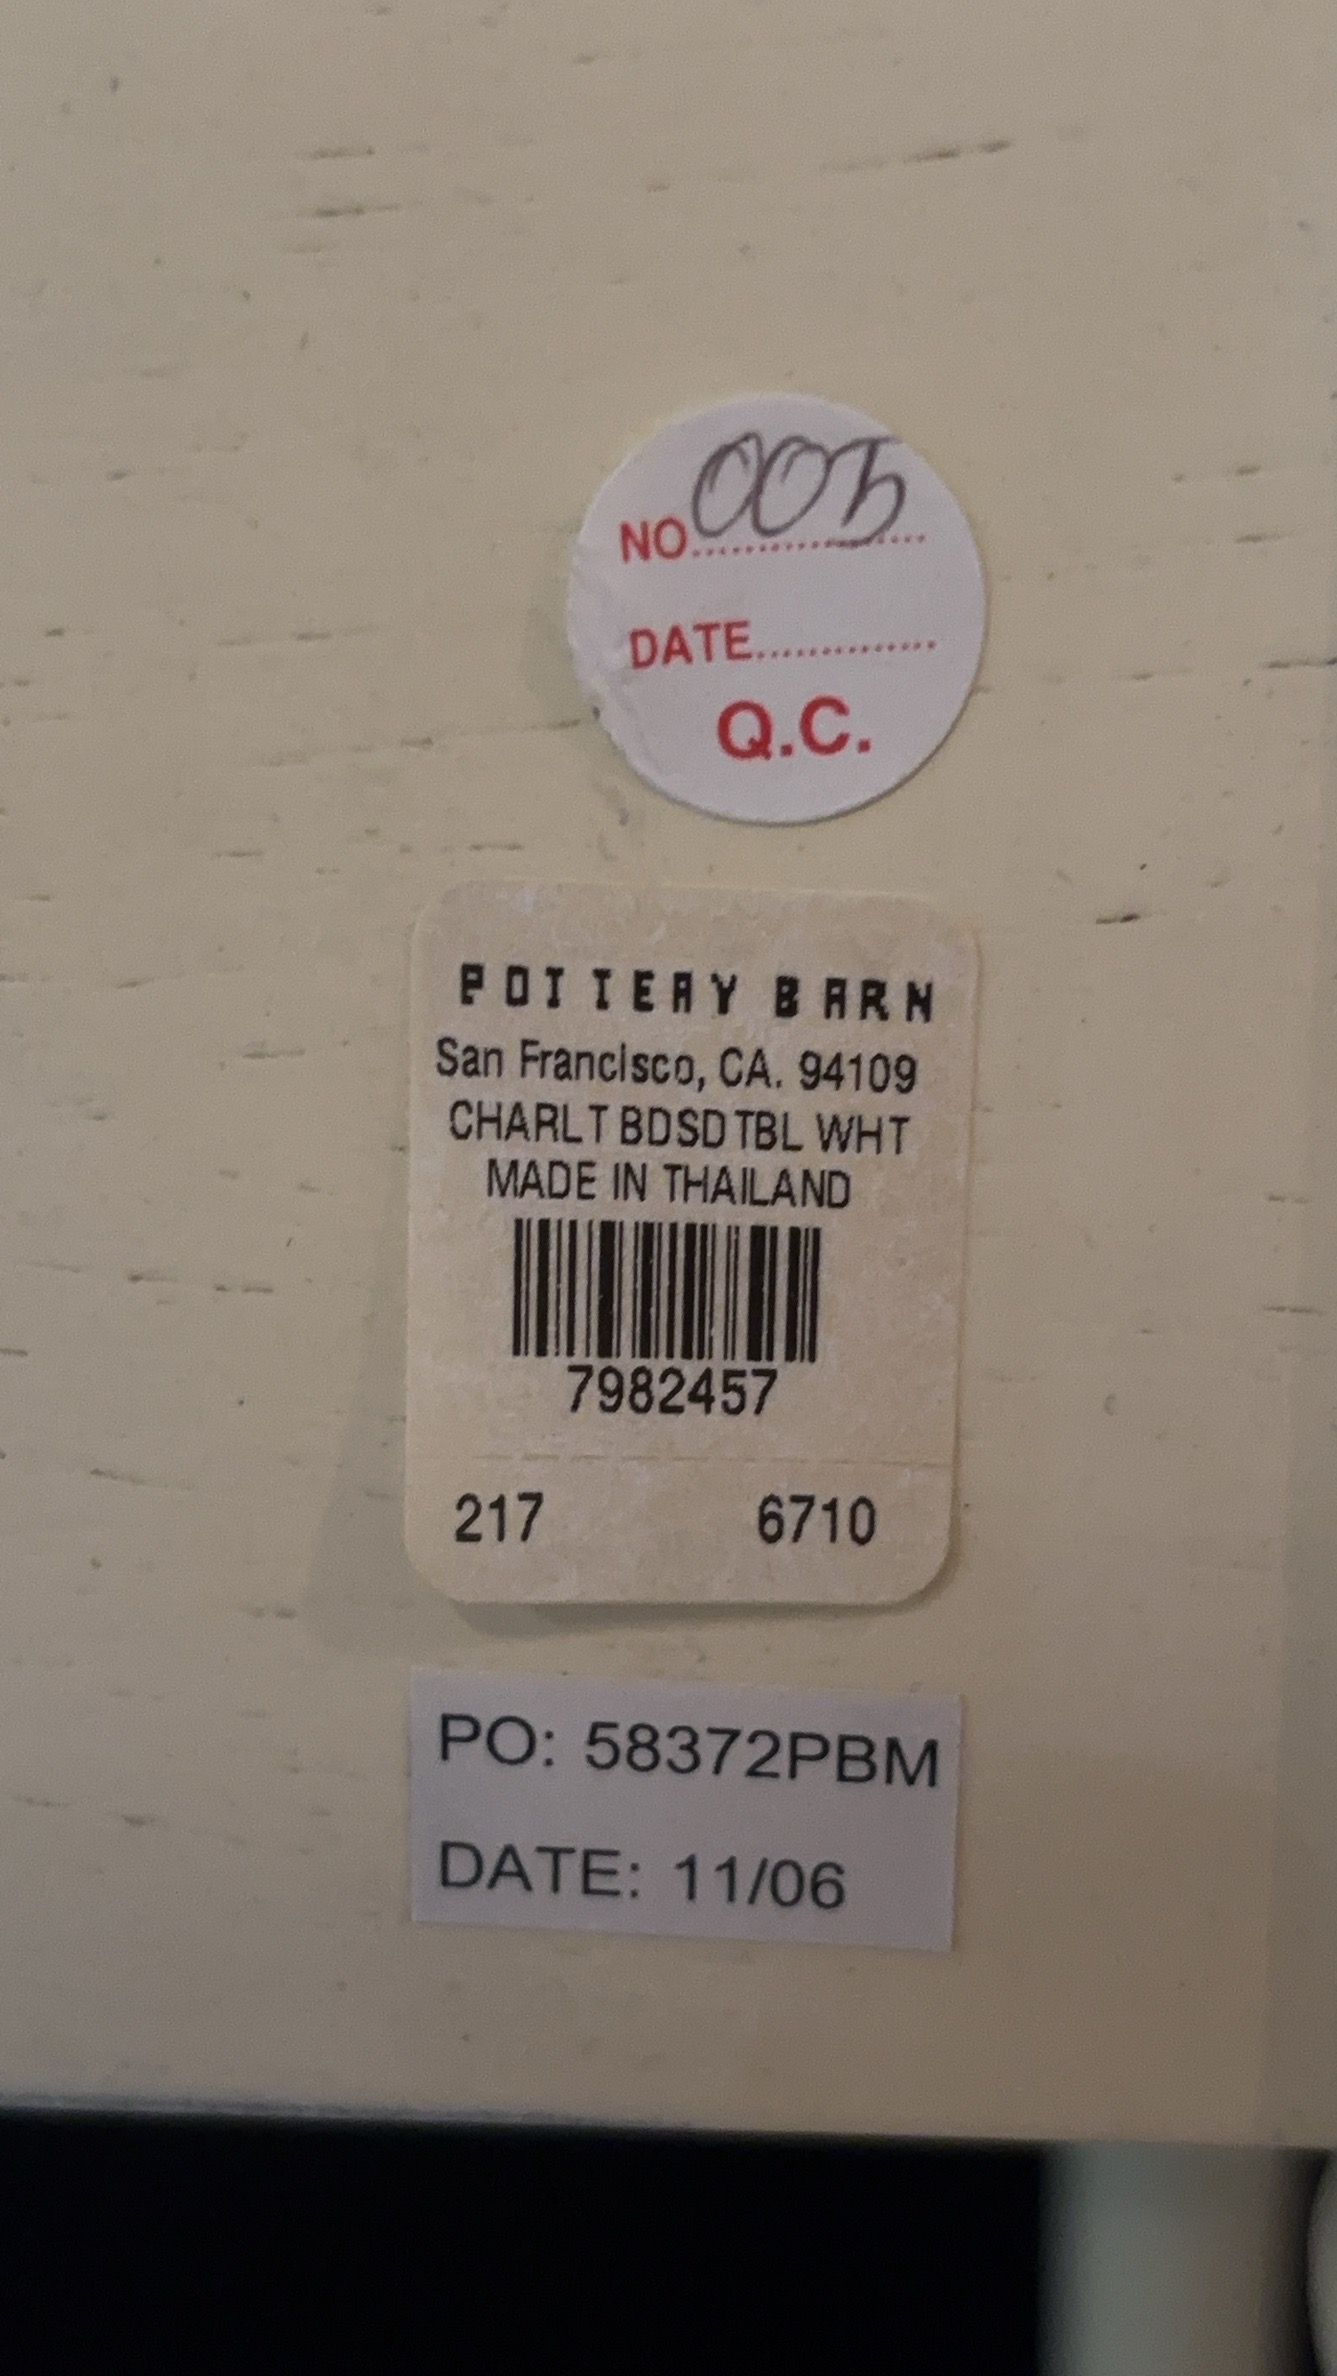 NO. 005
DATE..............
Q.C.
POTTERY BARN
San Francisco, CA. 94109
CHARLT BDSD TBL WHT
MADE IN THAILAND
7982457
217 6710
PO: 58372PBM
DATE: 11/06